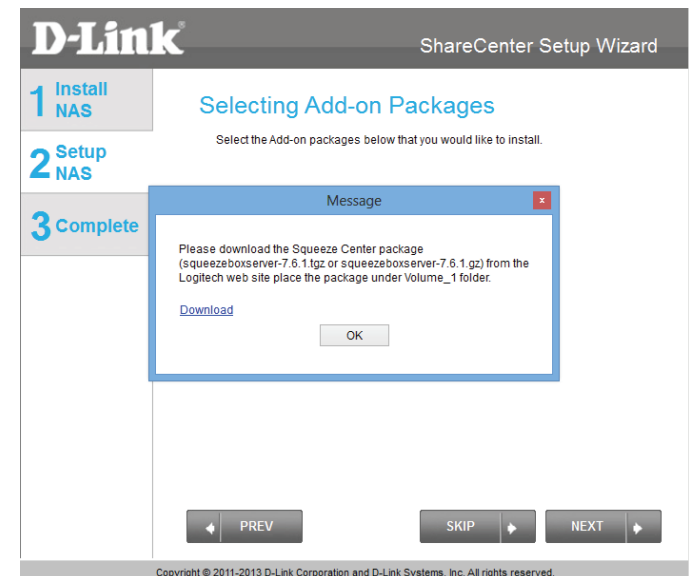 D-Link
ShareCenter Setup Wizard
1 Install
NAS
2 Setup
NAS
3 Complete
Selecting Add-on Packages
Select the Add-on packages below that you would like to install.
Message
x
Please download the Squeeze Center package
(squeezeboxserver-7.6.1.tgz or squeezeboxserver-7.6.1.gz) from the
Logitech web site place the package under Volume_1 folder.
Download
OK
PREV
SKIP
NEXT
Copyright © 2011-2013 D-Link Corporation and D-Link Systems, Inc. All rights reserved.